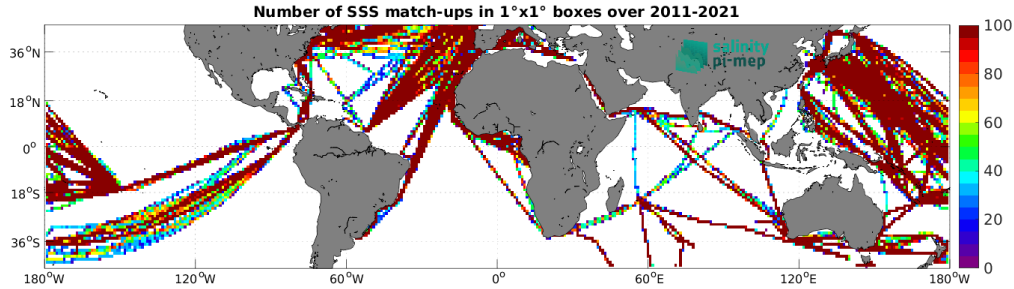 Number of SSS match-ups in 1°x1° boxes over 2011-2021
36°N
18°N
0°
18°S
36°S
180°W
120°W
60°W
0°
60°E
120°E
180°W
100
80
60
40
20
0
salinity
pi-mep